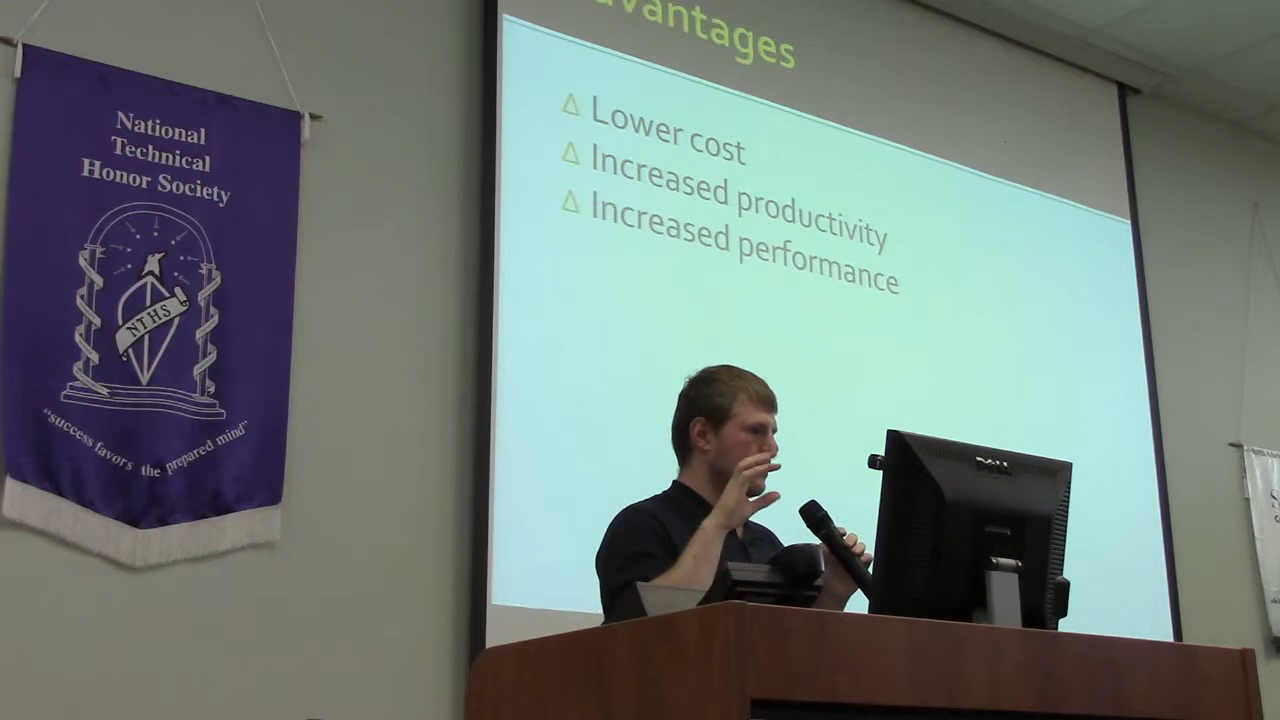 National
Technical
Honor Society
NTHS
"success favors the prepared mind"
vantages
Lower cost
Increased productivity
Increased performance
DELL